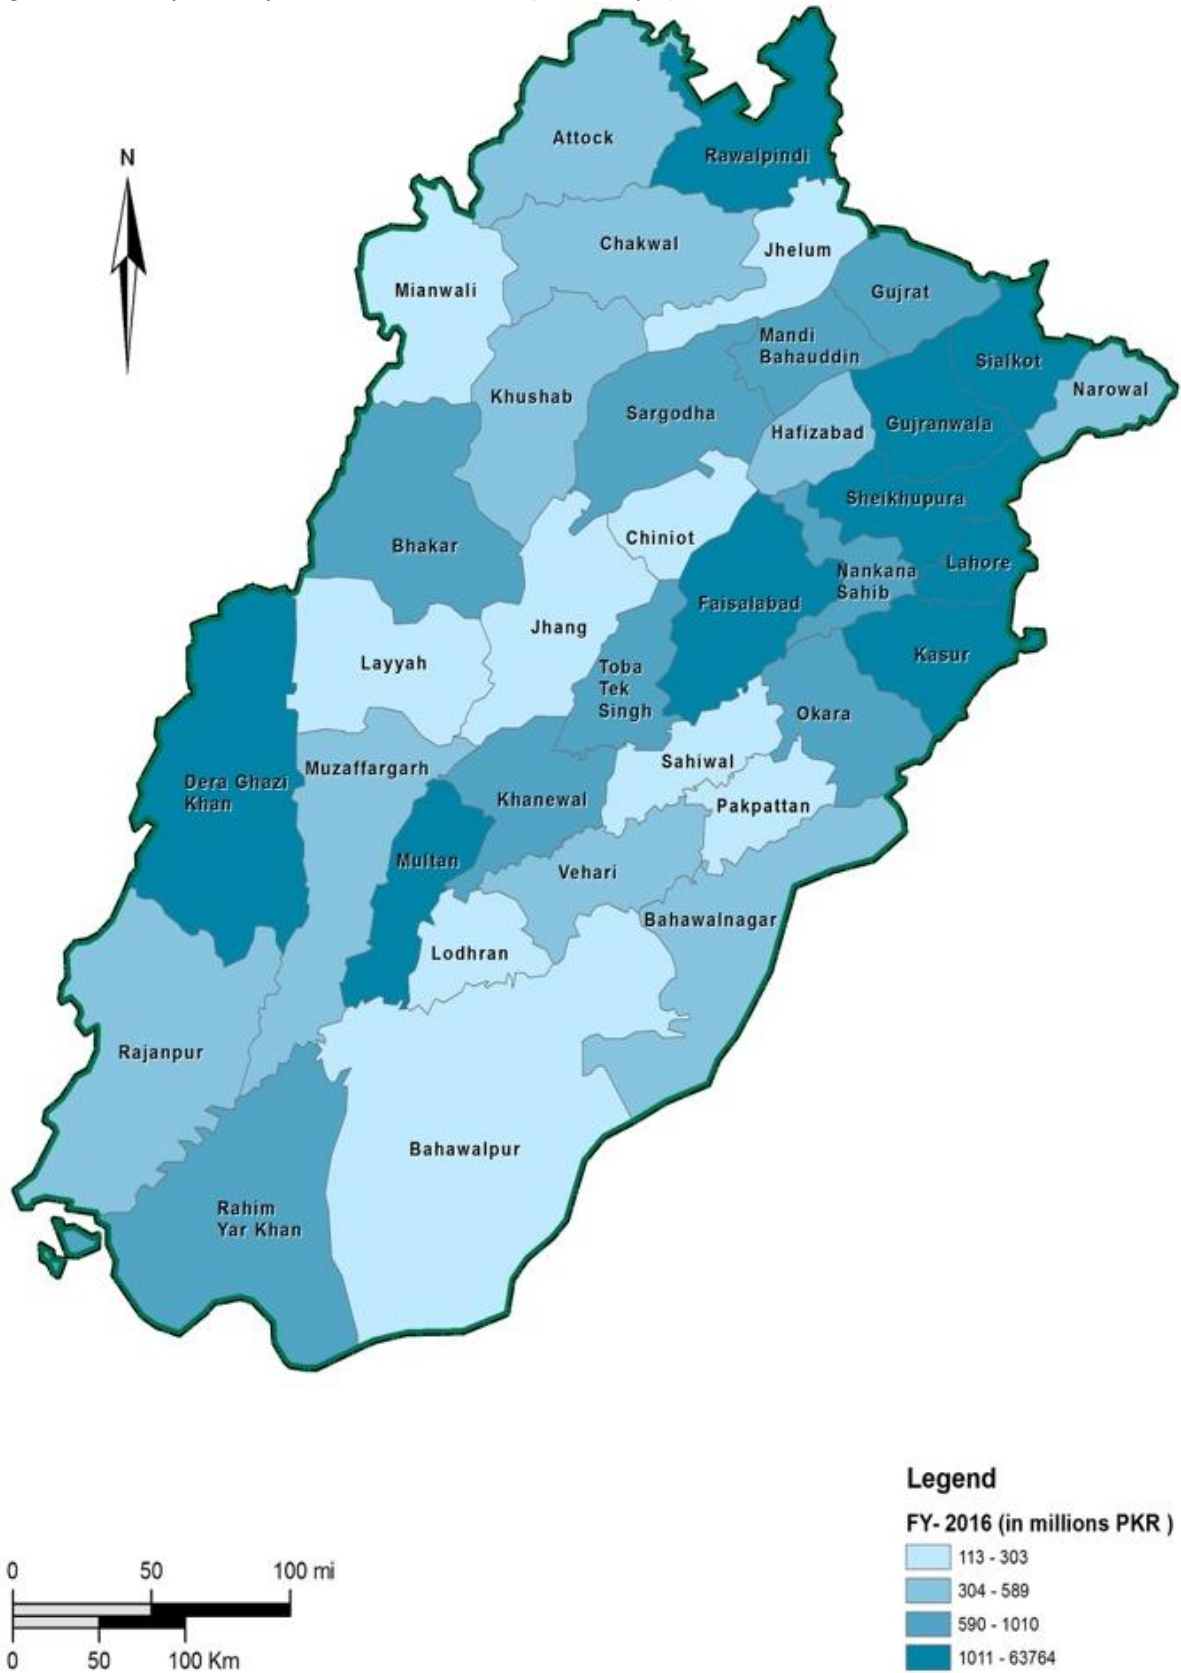 N
Attock
Rawalpindi
Chakwal
Jhelum
Mianwali
Gujrat
Mandi
Bahauddin
Sialkot
Narowal
Khushab
Sargodha
Hafizabad
Gujranwala
Sheikhupura
Bhakar
Chiniot
Lahore
Nankana
Sahib
Faisalabad
Jhang
Layyah
Kasur
Toba
Tek
Singh
Okara
Sahiwal
Muzaffargarh
Dera Ghazi
Khan
Khanewal
Pakpattan
Multan
Vehari
Bahawalnagar
Lodhran
Rajanpur
Bahawalpur
Rahim
Yar Khan
Legend
FY- 2016 (in millions PKR )
113 - 303
304 - 589
590 - 1010
1011 - 63764
0 50 100 mi
0 50 100 Km